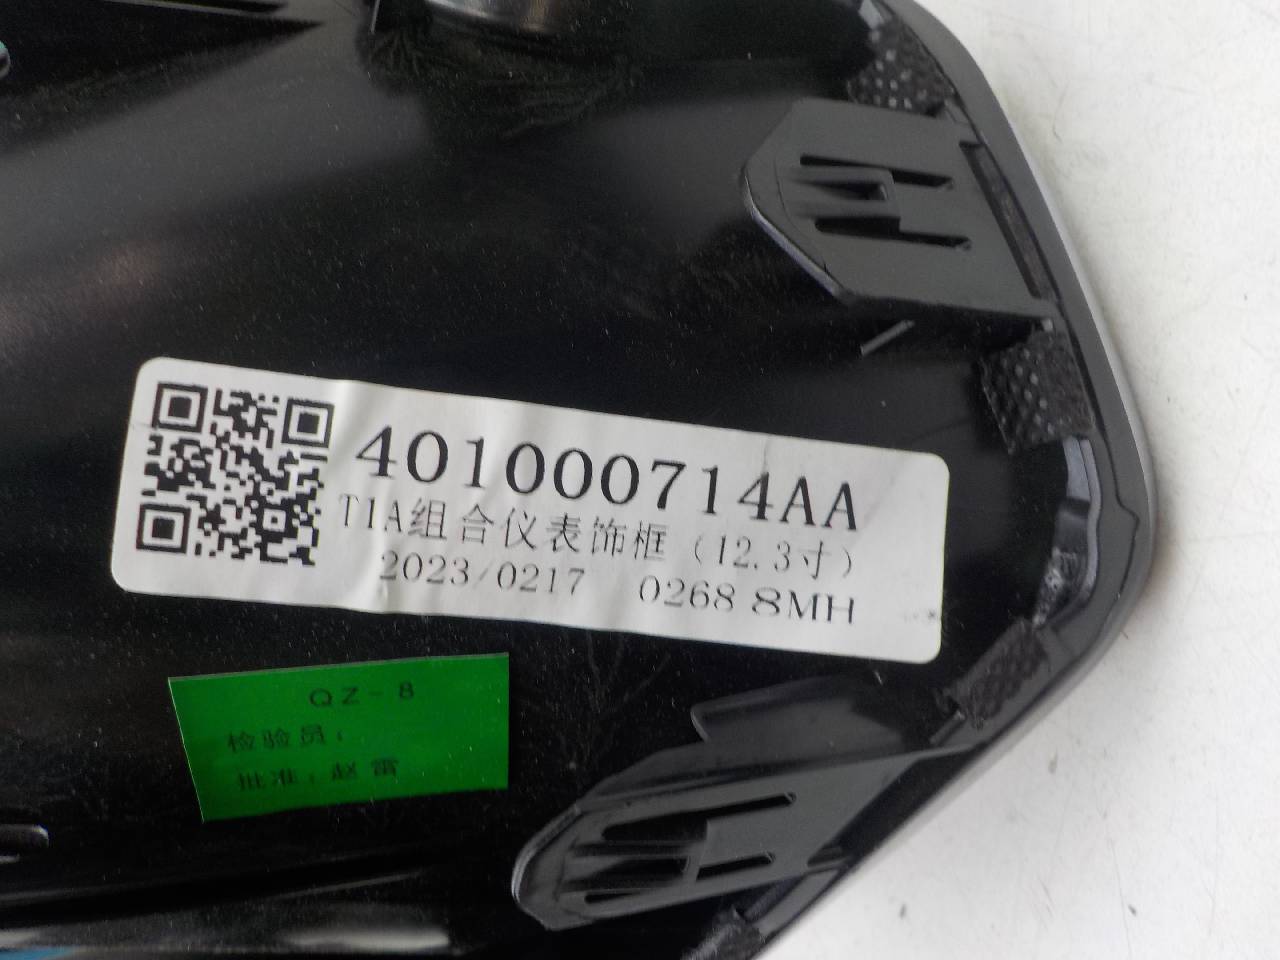 401000714AA
T1A组合仪表饰框（12.3寸）
2023/0217 0268 8MH
QZ-8
检验员：
批准：赵雷